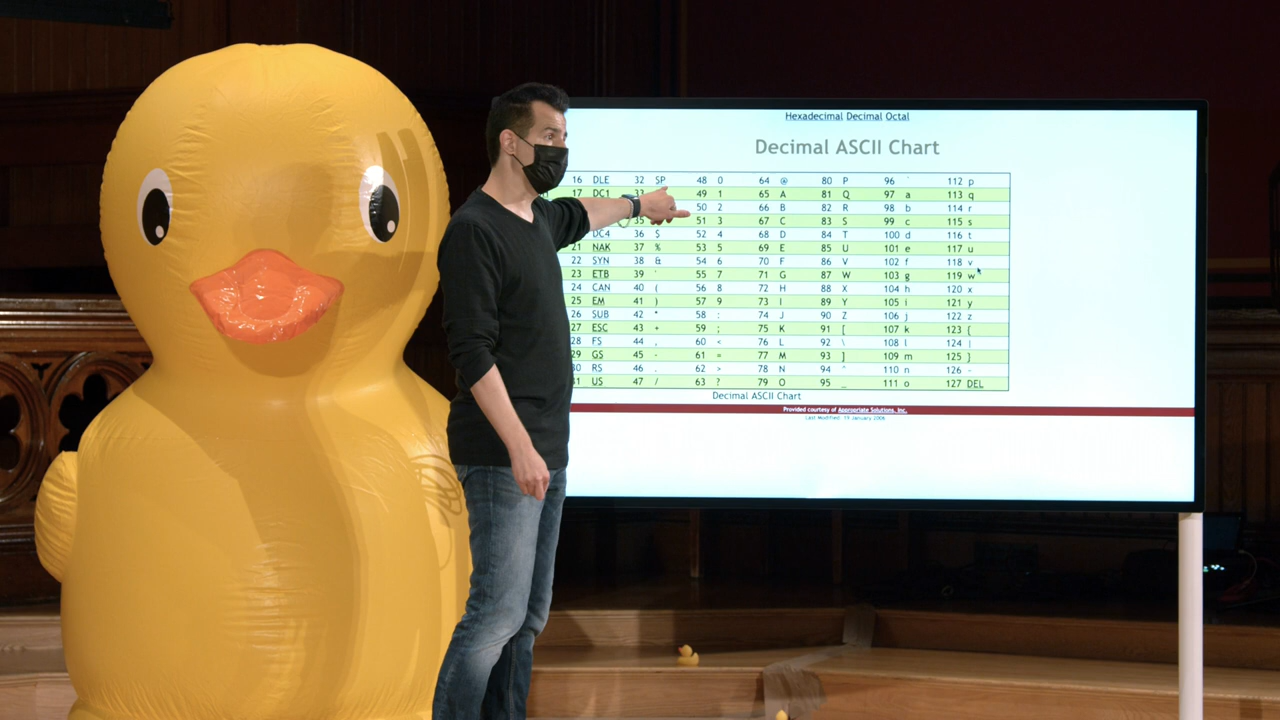 Hexadecimal Decimal Octal
Decimal ASCII Chart
16 DLE 32 SP 48 0 64 @ 80 P 96 ` 112 p
17 DC1 33 49 1 65 A 81 Q 97 a 113 q
50 2 66 B 82 R 98 b 114 r
35 51 3 67 C 83 S 99 c 115 s
DC4 36 $ 52 4 68 D 84 T 100 d 116 t
21 NAK 37 % 53 5 69 E 85 U 101 e 117 u
22 SYN 38 & 54 6 70 F 86 V 102 f 118 v
23 ETB 39 ' 55 7 71 G 87 W 103 g 119 w
24 CAN 40 ( 56 8 72 H 88 X 104 h 120 x
25 EM 41 ) 57 9 73 I 89 Y 105 i 121 y
26 SUB 42 * 58 : 74 J 90 Z 106 j 122 z
27 ESC 43 + 59 ; 75 K 91 [ 107 k 123 {
28 FS 44 , 60 < 76 L 92 \ 108 l 124 |
29 GS 45 - 61 = 77 M 93 ] 109 m 125 }
30 RS 46 . 62 > 78 N 94 ^ 110 n 126 ~
31 US 47 / 63 ? 79 O 95 _ 111 o 127 DEL
Decimal ASCII Chart
Provided courtesy of Appropriate Solutions, Inc.
Last Modified: 19 January 2006